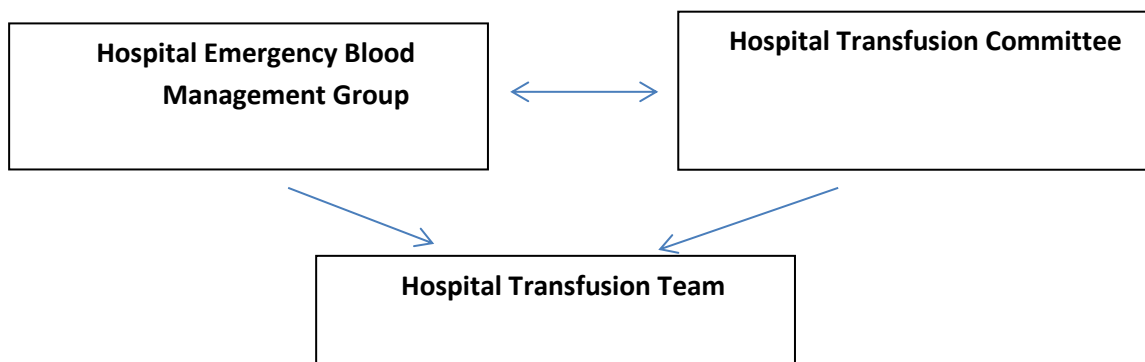 Hospital Emergency Blood
Management Group
Hospital Transfusion Committee
Hospital Transfusion Team